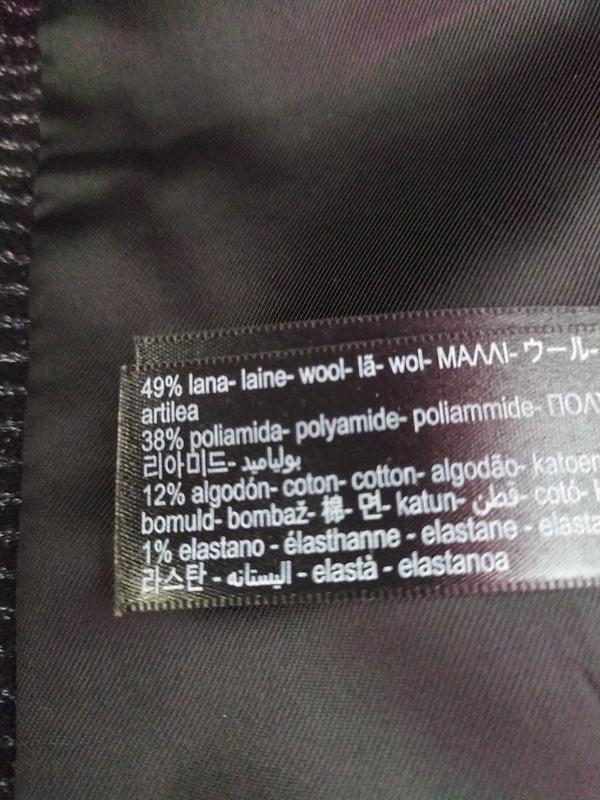 49% lana- laine- wool- lã- wol- ΜΑΛΛΙ- ウール-
artilea
38% poliamida- polyamide- poliammide- ΠΟΛΥ
리아미드- بولياميد
12% algodón- coton- cotton- algodão- katoen
bomuld- bombaž- 棉- 면- katun- قطن- cotó-
1% elastano - élasthanne - elastane - elasta
라스탄 - اليستانه - elastà - elastanoa